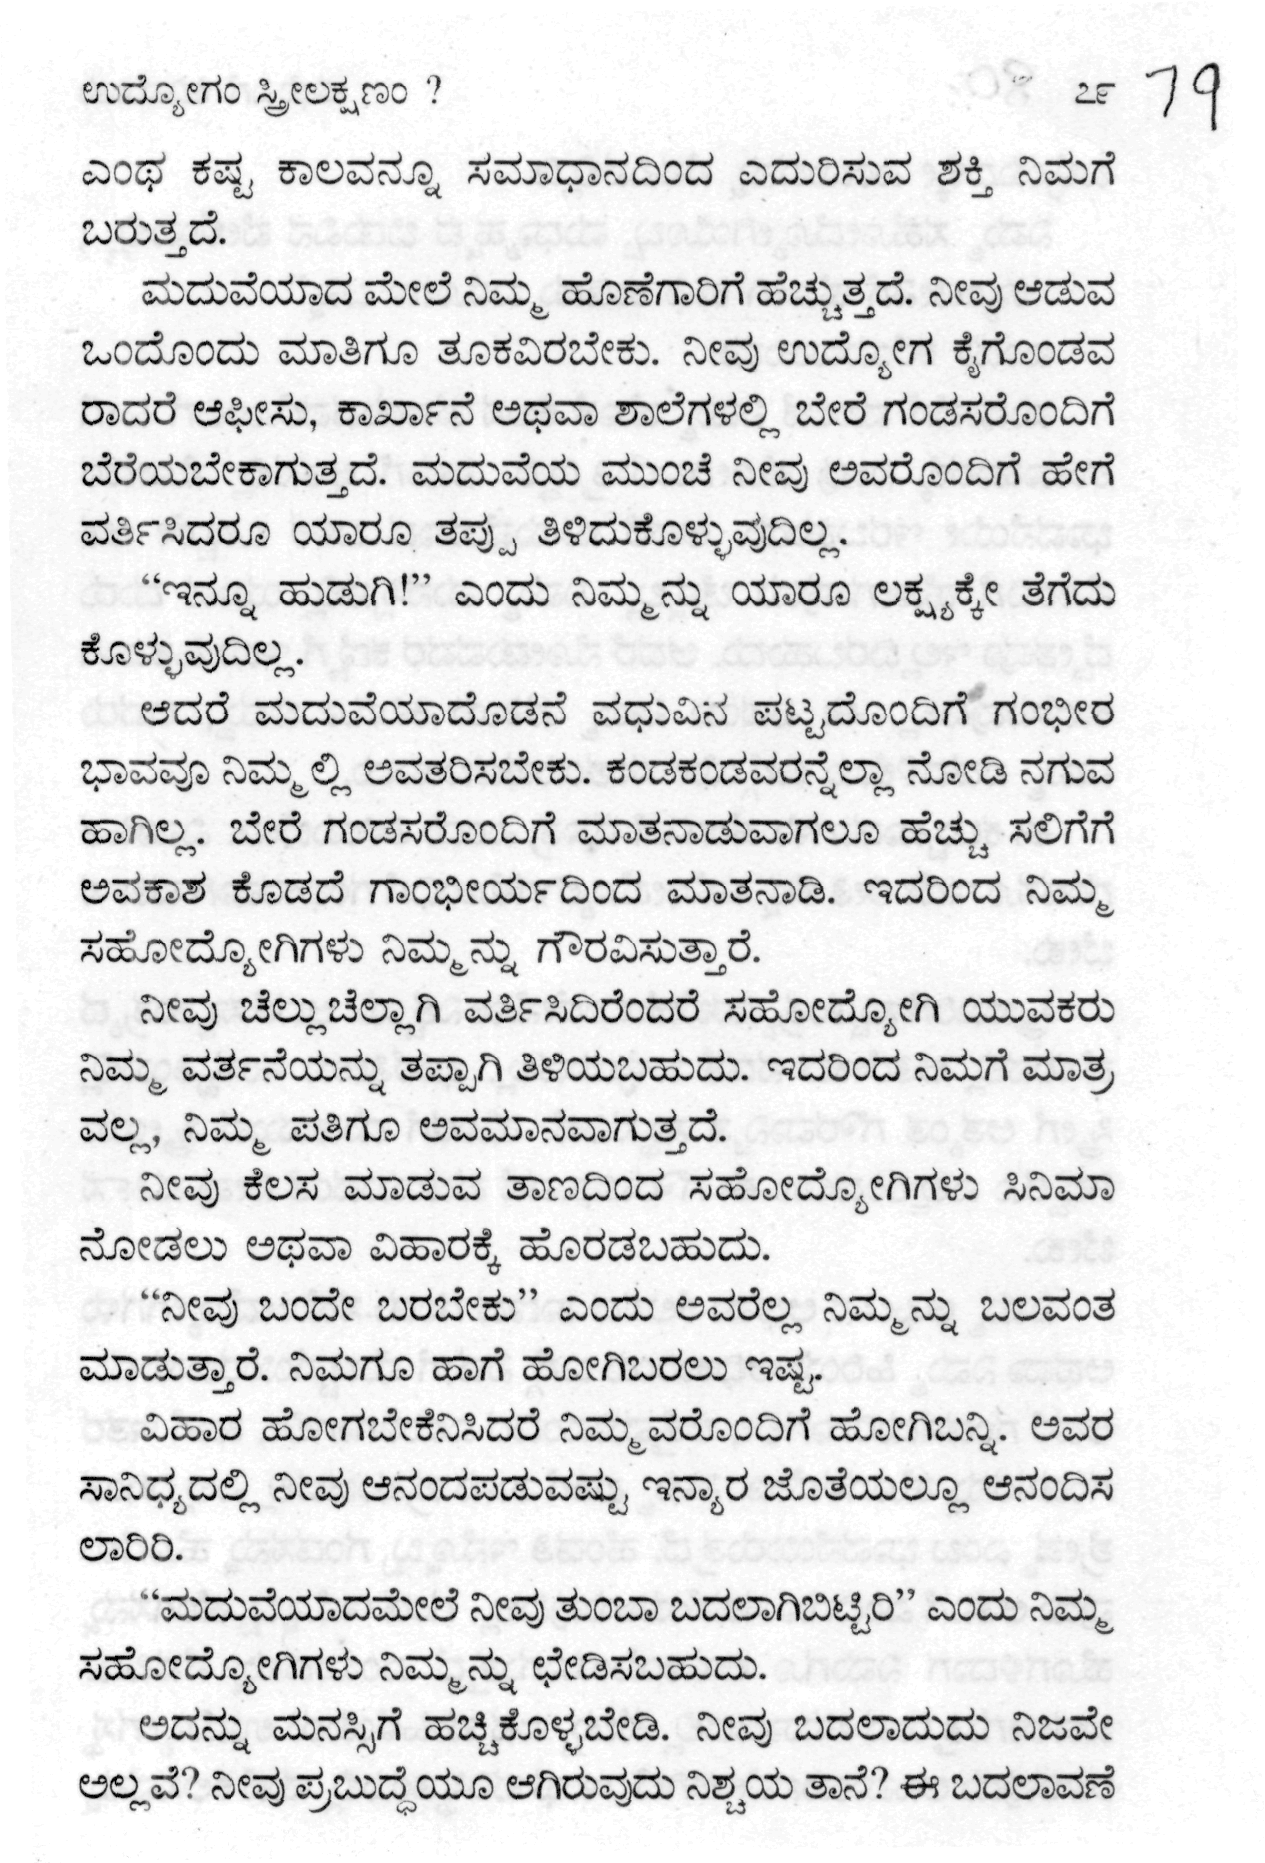 ಉದ್ಯೋಗಂ ಸ್ತ್ರೀಲಕ್ಷಣಂ ? ೭೯ 79
ಎಂಥ ಕಷ್ಟ ಕಾಲವನ್ನೂ ಸಮಾಧಾನದಿಂದ ಎದುರಿಸುವ ಶಕ್ತಿ ನಿಮಗೆ
ಬರುತ್ತದೆ.
ಮದುವೆಯಾದ ಮೇಲೆ ನಿಮ್ಮ ಹೊಣೆಗಾರಿಗೆ ಹೆಚ್ಚುತ್ತದೆ. ನೀವು ಆಡುವ
ಒಂದೊಂದು ಮಾತಿಗೂ ತೂಕವಿರಬೇಕು. ನೀವು ಉದ್ಯೋಗ ಕೈಗೊಂಡವ
ರಾದರೆ ಆಫೀಸು, ಕಾರ್ಖಾನೆ ಅಥವಾ ಶಾಲೆಗಳಲ್ಲಿ ಬೇರೆ ಗಂಡಸರೊಂದಿಗೆ
ಬೆರೆಯಬೇಕಾಗುತ್ತದೆ. ಮದುವೆಯ ಮುಂಚೆ ನೀವು ಅವರೊಂದಿಗೆ ಹೇಗೆ
ವರ್ತಿಸಿದರೂ ಯಾರೂ ತಪ್ಪು ತಿಳಿದುಕೊಳ್ಳುವುದಿಲ್ಲ.
“ಇನ್ನೂ ಹುಡುಗಿ!” ಎಂದು ನಿಮ್ಮನ್ನು ಯಾರೂ ಲಕ್ಷ್ಯಕ್ಕೇ ತೆಗೆದು
ಕೊಳ್ಳುವುದಿಲ್ಲ.
ಆದರೆ ಮದುವೆಯಾದೊಡನೆ ವಧುವಿನ ಪಟ್ಟದೊಂದಿಗೆ ಗಂಭೀರ
ಭಾವವೂ ನಿಮ್ಮಲ್ಲಿ ಅವತರಿಸಬೇಕು. ಕಂಡಕಂಡವರನ್ನೆಲ್ಲಾ ನೋಡಿ ನಗುವ
ಹಾಗಿಲ್ಲ. ಬೇರೆ ಗಂಡಸರೊಂದಿಗೆ ಮಾತನಾಡುವಾಗಲೂ ಹೆಚ್ಚು ಸಲಿಗೆಗೆ
ಅವಕಾಶ ಕೊಡದೆ ಗಾಂಭೀರ್ಯದಿಂದ ಮಾತನಾಡಿ. ಇದರಿಂದ ನಿಮ್ಮ
ಸಹೋದ್ಯೋಗಿಗಳು ನಿಮ್ಮನ್ನು ಗೌರವಿಸುತ್ತಾರೆ.
ನೀವು ಚೆಲ್ಲುಚೆಲ್ಲಾಗಿ ವರ್ತಿಸಿದಿರೆಂದರೆ ಸಹೋದ್ಯೋಗಿ ಯುವಕರು
ನಿಮ್ಮ ವರ್ತನೆಯನ್ನು ತಪ್ಪಾಗಿ ತಿಳಿಯಬಹುದು. ಇದರಿಂದ ನಿಮಗೆ ಮಾತ್ರ
ವಲ್ಲ, ನಿಮ್ಮ ಪತಿಗೂ ಅವಮಾನವಾಗುತ್ತದೆ.
ನೀವು ಕೆಲಸ ಮಾಡುವ ತಾಣದಿಂದ ಸಹೋದ್ಯೋಗಿಗಳು ಸಿನಿಮಾ
ನೋಡಲು ಅಥವಾ ವಿಹಾರಕ್ಕೆ ಹೊರಡಬಹುದು.
“ನೀವು ಬಂದೇ ಬರಬೇಕು” ಎಂದು ಅವರೆಲ್ಲ ನಿಮ್ಮನ್ನು ಬಲವಂತ
ಮಾಡುತ್ತಾರೆ. ನಿಮಗೂ ಹಾಗೆ ಹೋಗಿಬರಲು ಇಷ್ಟ.
ವಿಹಾರ ಹೋಗಬೇಕೆನಿಸಿದರೆ ನಿಮ್ಮವರೊಂದಿಗೆ ಹೋಗಿಬನ್ನಿ. ಅವರ
ಸಾನಿಧ್ಯದಲ್ಲಿ ನೀವು ಆನಂದಪಡುವಷ್ಟು ಇನ್ಯಾರ ಜೊತೆಯಲ್ಲೂ ಆನಂದಿಸ
ಲಾರಿರಿ.
“ಮದುವೆಯಾದಮೇಲೆ ನೀವು ತುಂಬಾ ಬದಲಾಗಿಬಿಟ್ಟಿರಿ” ಎಂದು ನಿಮ್ಮ
ಸಹೋದ್ಯೋಗಿಗಳು ನಿಮ್ಮನ್ನು ಛೇಡಿಸಬಹುದು.
ಅದನ್ನು ಮನಸ್ಸಿಗೆ ಹಚ್ಚಿಕೊಳ್ಳಬೇಡಿ. ನೀವು ಬದಲಾದುದು ನಿಜವೇ
ಅಲ್ಲವೆ? ನೀವು ಪ್ರಬುದ್ಧೆಯೂ ಆಗಿರುವುದು ನಿಶ್ಚಯ ತಾನೆ? ಈ ಬದಲಾವಣೆ